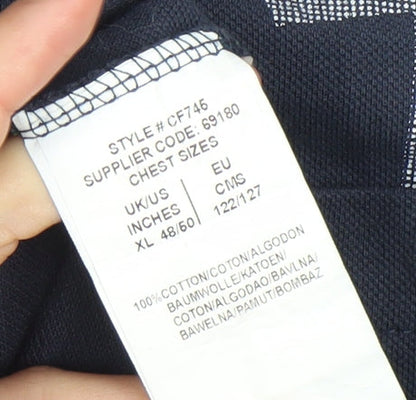 STYLE # CF746
SUPPLIER CODE: 69180
CHEST SIZES
UK/US EU
INCHES CMS
XL 48/50 122/127
100%COTTON/COTON/ALGODON
BAUMWOLLE/KATOEN/
COTON/ALGODAO/BAVLNA/
BAWELNA/PAMUT/BOMBAZ